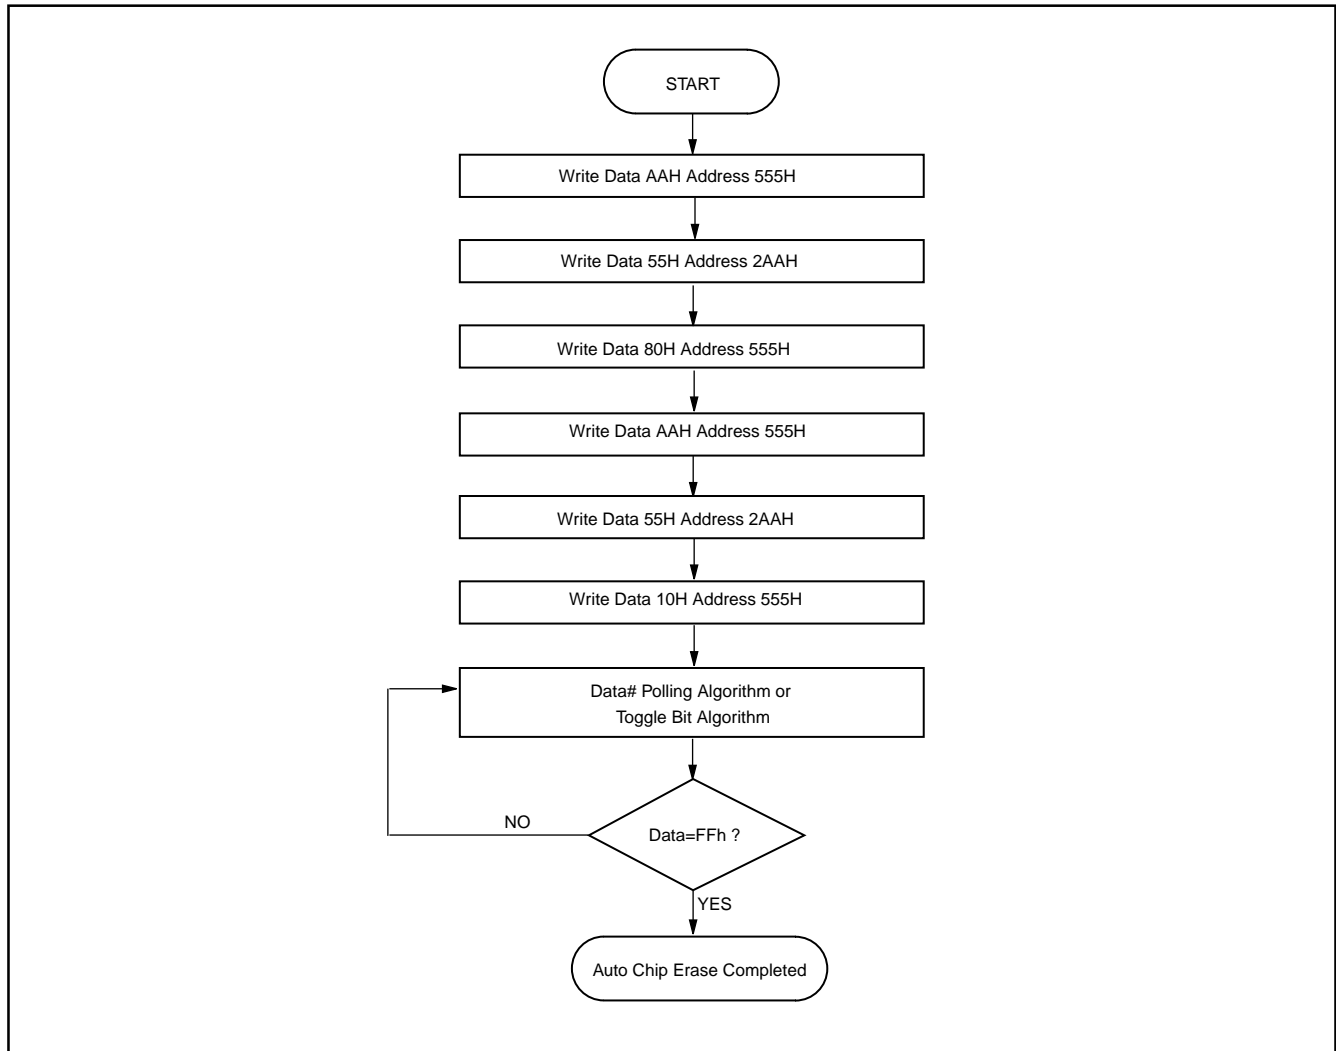 START
Write Data AAH Address 555H
Write Data 55H Address 2AAH
Write Data 80H Address 555H
Write Data AAH Address 555H
Write Data 55H Address 2AAH
Write Data 10H Address 555H
Data# Polling Algorithm or
Toggle Bit Algorithm
NO
Data=FFh ?
YES
Auto Chip Erase Completed